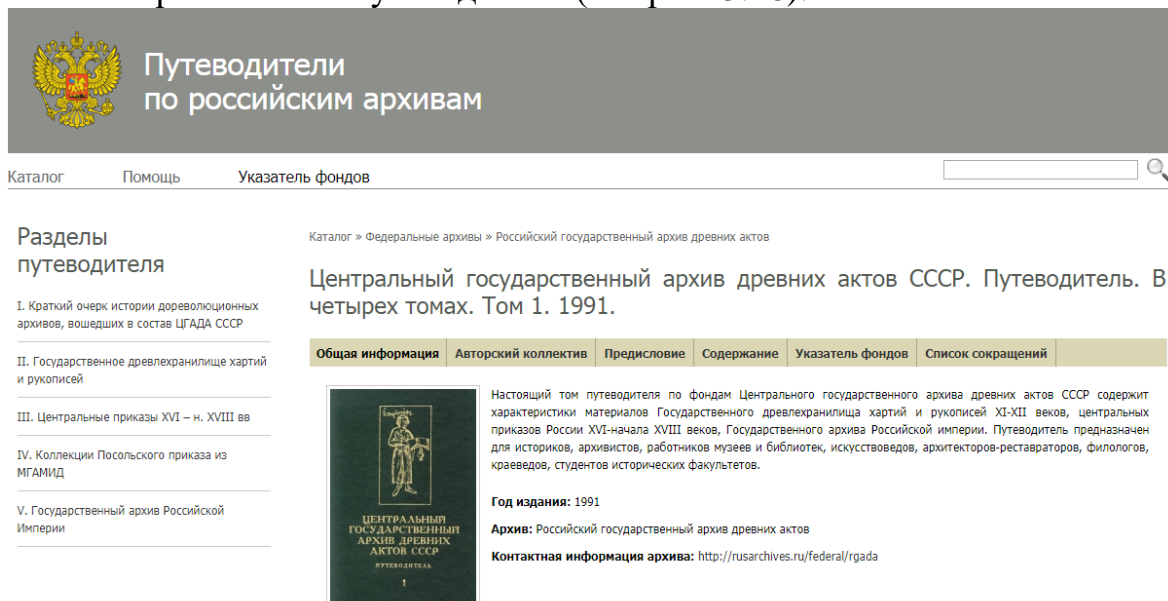 Путеводители
по российским архивам
Каталог Помощь Указатель фондов
Разделы
путеводителя
I. Краткий очерк истории дореволюционных
архивов, вошедших в состав ЦГАДА СССР
II. Государственное древлехранилище хартий
и рукописей
III. Центральные приказы XVI – н. XVIII вв
IV. Коллекции Посольского приказа из
МГАМИД
V. Государственный архив Российской
Империи
Каталог » Федеральные архивы » Российский государственный архив древних актов
Центральный государственный архив древних актов СССР. Путеводитель. В
четырех томах. Том 1. 1991.
Общая информация Авторский коллектив Предисловие Содержание Указатель фондов Список сокращений
Настоящий том путеводителя по фондам Центрального государственного архива древних актов СССР содержит
характеристики материалов Государственного древлехранилища хартий и рукописей XI-XII веков, центральных
приказов России XVI-начала XVIII веков, Государственного архива Российской империи. Путеводитель предназначен
для историков, архивистов, работников музеев и библиотек, искусствоведов, архитекторов-реставраторов, филологов,
краеведов, студентов исторических факультетов.
Год издания: 1991
Архив: Российский государственный архив древних актов
Контактная информация архива: http://rusarchives.ru/federal/rgada
ЦЕНТРАЛЬНЫЙ
ГОСУДАРСТВЕННЫЙ
АРХИВ ДРЕВНИХ
АКТОВ СССР
ПУТЕВОДИТЕЛЬ
1